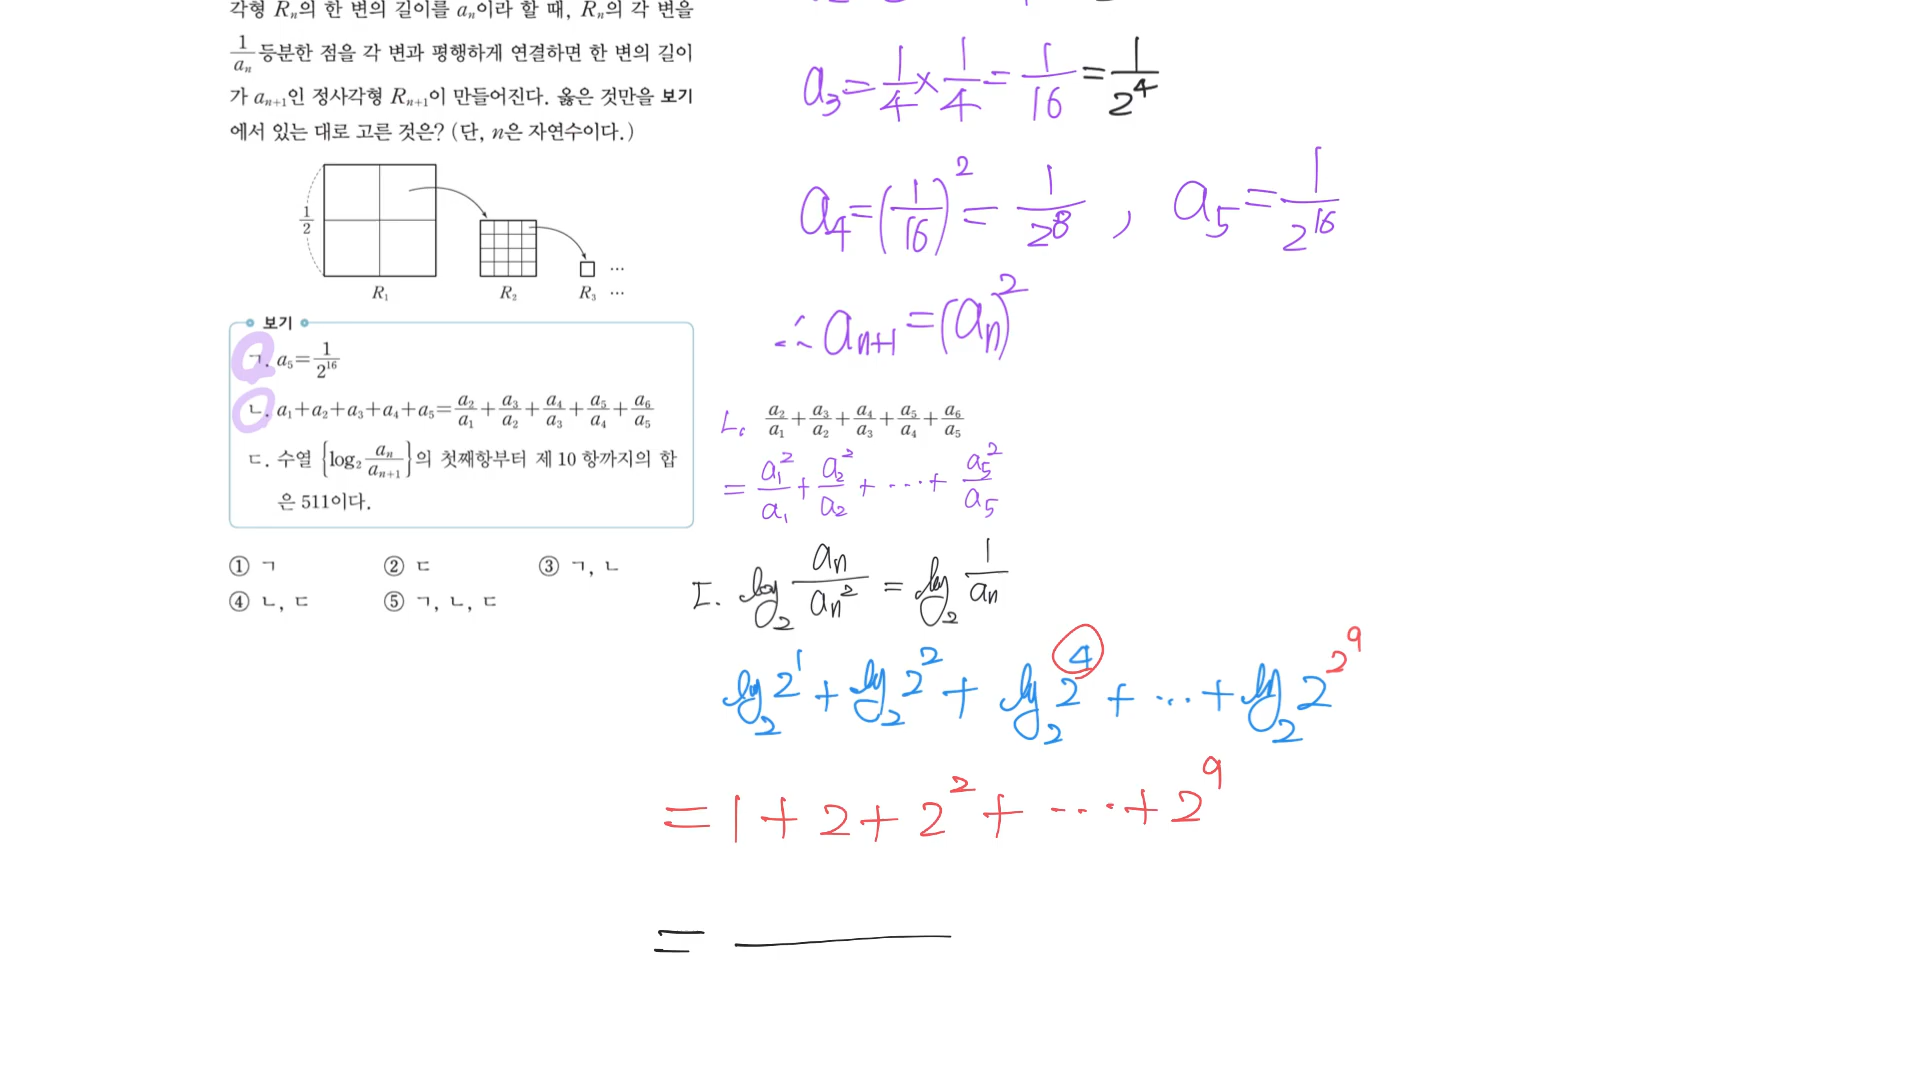 각형 Rₙ의 한 변의 길이를 aₙ이라 할 때, Rₙ의 각 변을
1/aₙ 등분한 점을 각 변과 평행하게 연결하면 한 변의 길이
가 aₙ₊₁인 정사각형 Rₙ₊₁이 만들어진다. 옳은 것만을 보기
에서 있는 대로 고른 것은? (단, n은 자연수이다.)
1/2
R₁ R₂ R₃ …
…
보기
ㄱ. a₅=1/2¹⁶
ㄴ. a₁+a₂+a₃+a₄+a₅=a₂/a₁+a₃/a₂+a₄/a₃+a₅/a₄+a₆/a₅
ㄷ. 수열 {log₂ aₙ/aₙ₊₁}의 첫째항부터 제 10 항까지의 합
은 511이다.
① ㄱ ② ㄷ ③ ㄱ, ㄴ
④ ㄴ, ㄷ ⑤ ㄱ, ㄴ, ㄷ
a₃=1/4×1/4=1/16=1/2⁴
a₄=(1/16)²=1/2⁸, a₅=1/2¹⁶
∴aₙ₊₁=(aₙ)²
ㄴ. a₂/a₁+a₃/a₂+a₄/a₃+a₅/a₄+a₆/a₅
=a₁²/a₁+a₂²/a₂+⋯+a₅²/a₅
ㄷ. log₂ aₙ/aₙ²=log₂ 1/aₙ
log₂2¹+log₂2²+log₂2⁴+⋯+log₂2^2⁹
=1+2+2²+⋯+2⁹
=